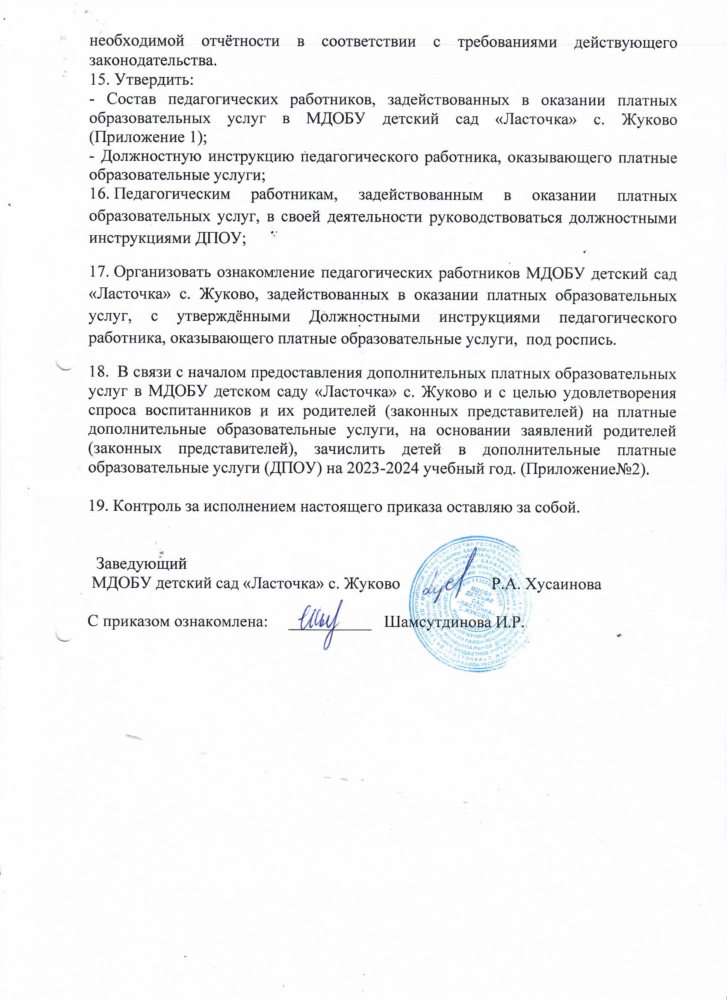 необходимой отчётности в соответствии с требованиями действующего
законодательства.
15. Утвердить:
- Состав педагогических работников, задействованных в оказании платных
образовательных услуг в МДОБУ детский сад «Ласточка» с. Жуково
(Приложение 1);
- Должностную инструкцию педагогического работника, оказывающего платные
образовательные услуги;
16. Педагогическим работникам, задействованным в оказании платных
образовательных услуг, в своей деятельности руководствоваться должностными
инструкциями ДПОУ;
17. Организовать ознакомление педагогических работников МДОБУ детский сад
«Ласточка» с. Жуково, задействованных в оказании платных образовательных
услуг, с утверждёнными Должностными инструкциями педагогического
работника, оказывающего платные образовательные услуги, под роспись.
18. В связи с началом предоставления дополнительных платных образовательных
услуг в МДОБУ детском саду «Ласточка» с. Жуково и с целью удовлетворения
спроса воспитанников и их родителей (законных представителей) на платные
дополнительные образовательные услуги, на основании заявлений родителей
(законных представителей), зачислить детей в дополнительные платные
образовательные услуги (ДПОУ) на 2023-2024 учебный год. (Приложение№2).
19. Контроль за исполнением настоящего приказа оставляю за собой.
Заведующий
МДОБУ детский сад «Ласточка» с. Жуково Р.А. Хусаинова
С приказом ознакомлена: Шамсутдинова И.Р.
МДОБУ
ДЕТСКИЙ
САД
«ЛАСТОЧКА»
С.ЖУКОВО